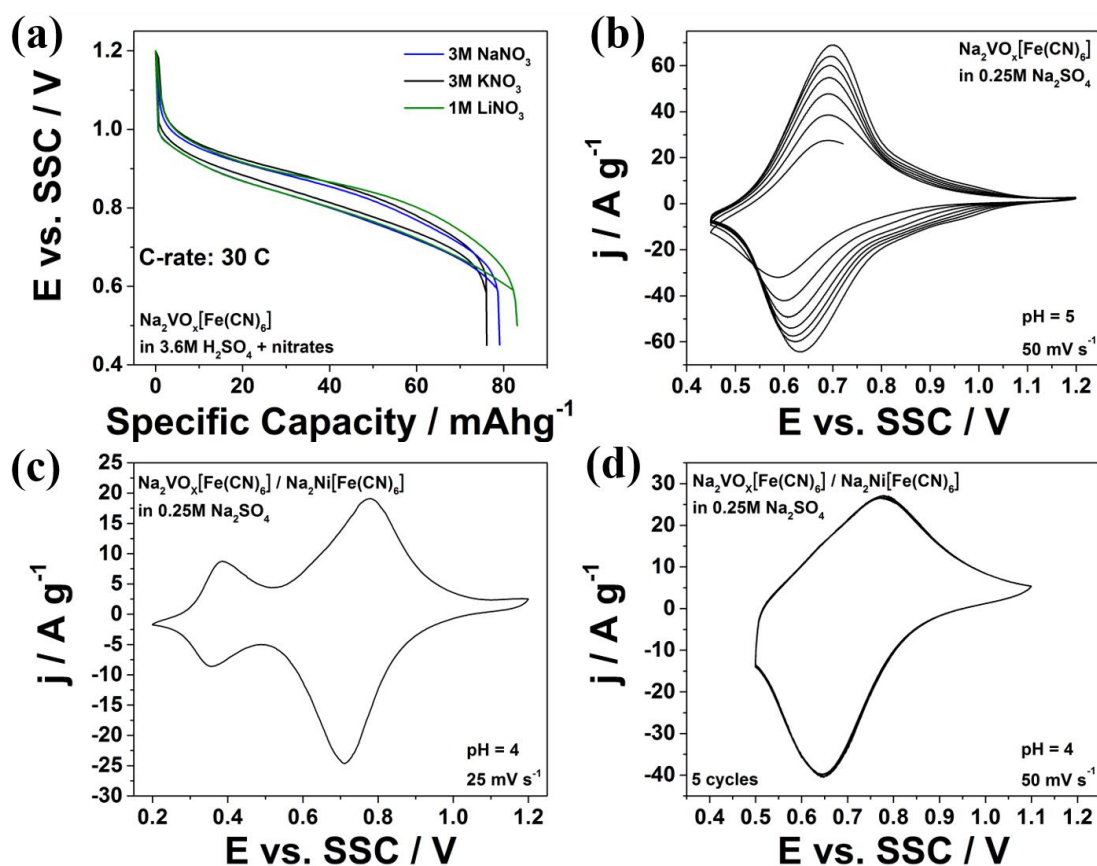 (a)
E vs. SSC / V
1.2
1.0
0.8
0.6
0.4
3M NaNO₃
3M KNO₃
1M LiNO₃
C-rate: 30 C
Na₂VOₓ[Fe(CN)₆]
in 3.6M H₂SO₄ + nitrates
0 20 40 60 80
Specific Capacity / mAhg⁻¹
(b)
j / A g⁻¹
60
40
20
0
-20
-40
-60
Na₂VOₓ[Fe(CN)₆]
in 0.25M Na₂SO₄
pH = 5
50 mV s⁻¹
0.4 0.5 0.6 0.7 0.8 0.9 1.0 1.1 1.2
E vs. SSC / V
(c)
j / A g⁻¹
25
20
15
10
5
0
-5
-10
-15
-20
-25
-30
Na₂VOₓ[Fe(CN)₆] / Na₂Ni[Fe(CN)₆]
in 0.25M Na₂SO₄
pH = 4
25 mV s⁻¹
0.2 0.4 0.6 0.8 1.0 1.2
E vs. SSC / V
(d)
j / A g⁻¹
30
20
10
0
-10
-20
-30
-40
Na₂VOₓ[Fe(CN)₆] / Na₂Ni[Fe(CN)₆]
in 0.25M Na₂SO₄
pH = 4
5 cycles
50 mV s⁻¹
0.4 0.5 0.6 0.7 0.8 0.9 1.0 1.1 1.2
E vs. SSC / V